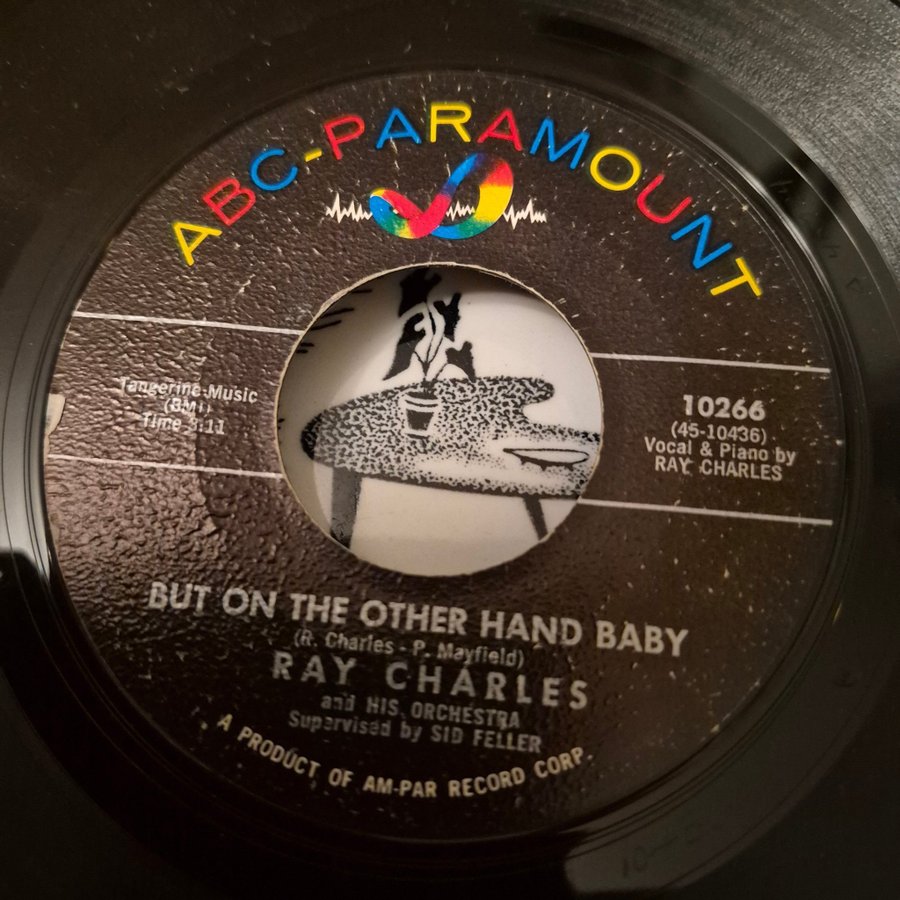 ABC-PARAMOUNT
Tangerine Music
(BMI)
Time 3:11
10266
(45-10436)
Vocal & Piano by
RAY CHARLES
BUT ON THE OTHER HAND BABY
(R. Charles - P. Mayfield)
RAY CHARLES
and HIS ORCHESTRA
Supervised by SID FELLER
A PRODUCT OF AM-PAR RECORD CORP.